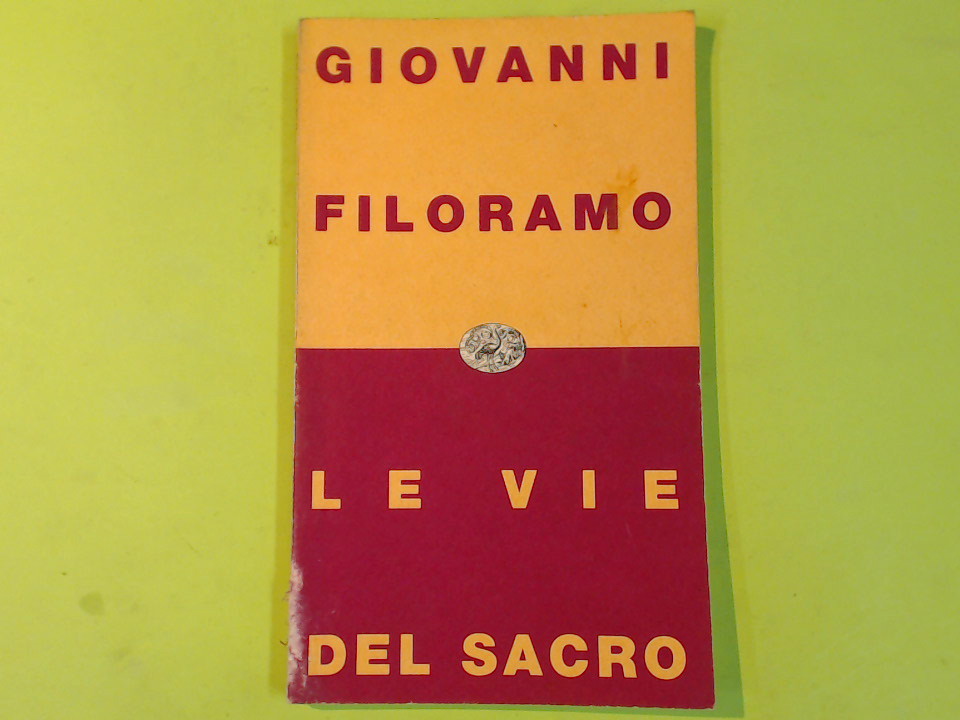 GIOVANNI
FILORAMO
LE VIE
DEL SACRO